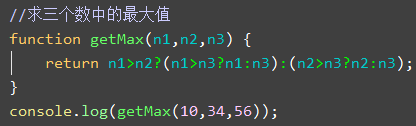 //求三个数中的最大值
function getMax(n1,n2,n3) {
    return n1>n2?(n1>n3?n1:n3):(n2>n3?n2:n3);
}
console.log(getMax(10,34,56));